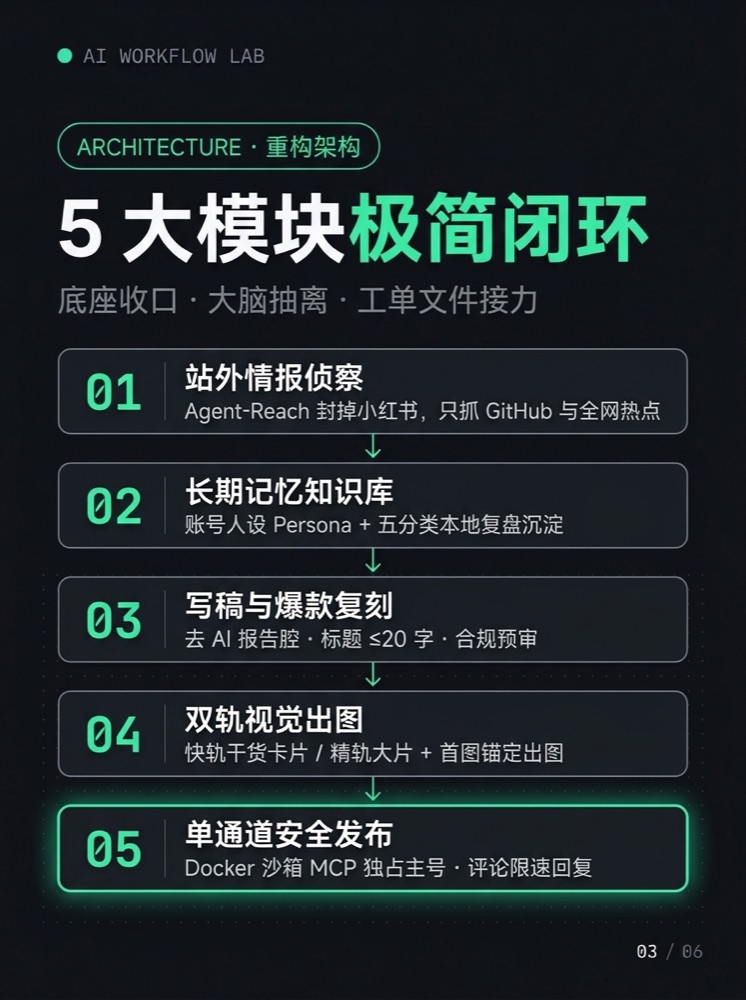 AI WORKFLOW LAB
ARCHITECTURE · 重构架构
5 大模块极简闭环
底座收口 · 大脑抽离 · 工单文件接力
01
站外情报侦察
Agent-Reach 封掉小红书，只抓 GitHub 与全网热点
02
长期记忆知识库
账号人设 Persona + 五分类本地复盘沉淀
03
写稿与爆款复刻
去 AI 报告腔 · 标题 ≤20 字 · 合规预审
04
双轨视觉出图
快轨干货卡片 / 精轨大片 + 首图锚定出图
05
单通道安全发布
Docker 沙箱 MCP 独占主号 · 评论限速回复
03 / 06